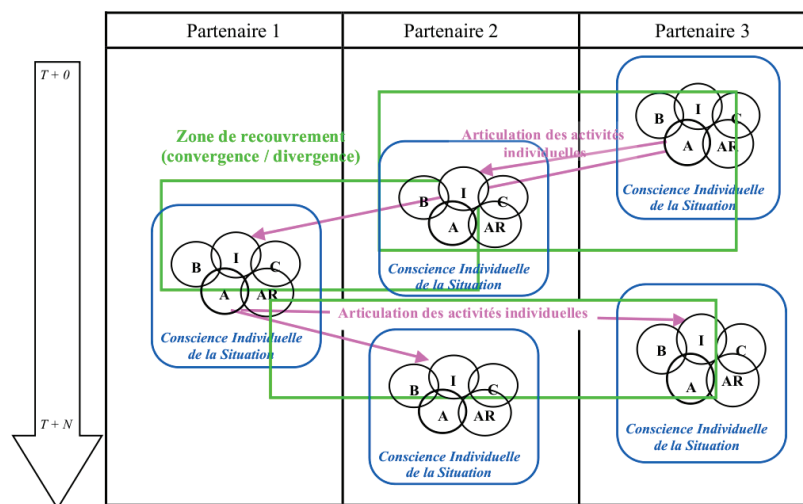 Partenaire 1
Partenaire 2
Partenaire 3
T + 0
I
B
C
A
AR
Conscience Individuelle
de la Situation
Zone de recouvrement
(convergence / divergence)
Articulation des activités
individuelles
I
B
C
A
AR
Conscience Individuelle
de la Situation
I
B
C
A
AR
Conscience Individuelle
de la Situation
Articulation des activités individuelles
I
B
C
A
AR
Conscience Individuelle
de la Situation
I
B
C
A
AR
Conscience Individuelle
de la Situation
T + N